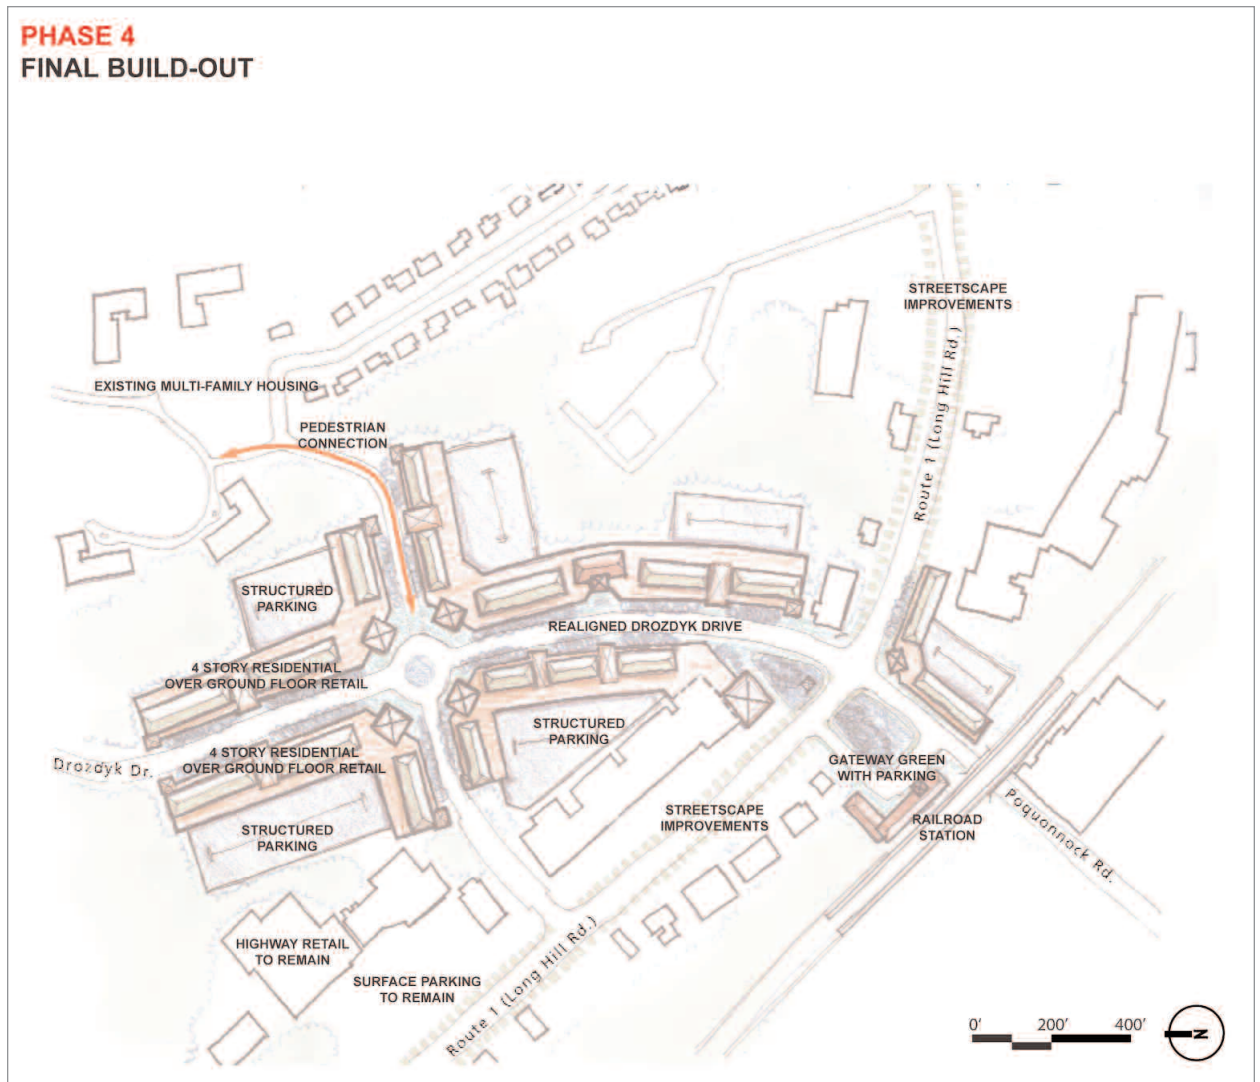 PHASE 4
FINAL BUILD-OUT
STREETSCAPE
IMPROVEMENTS
EXISTING MULTI-FAMILY HOUSING
PEDESTRIAN
CONNECTION
Route 1 (Long Hill Rd.)
STRUCTURED
PARKING
REALIGNED DROZDYK DRIVE
4 STORY RESIDENTIAL
OVER GROUND FLOOR RETAIL
STRUCTURED
PARKING
4 STORY RESIDENTIAL
OVER GROUND FLOOR RETAIL
Drozdyk Dr.
GATEWAY GREEN
WITH PARKING
STREETSCAPE
IMPROVEMENTS
RAILROAD
STATION
Poquonnock Rd.
STRUCTURED
PARKING
HIGHWAY RETAIL
TO REMAIN
SURFACE PARKING
TO REMAIN
Route 1 (Long Hill Rd.)
0' 200' 400'
N